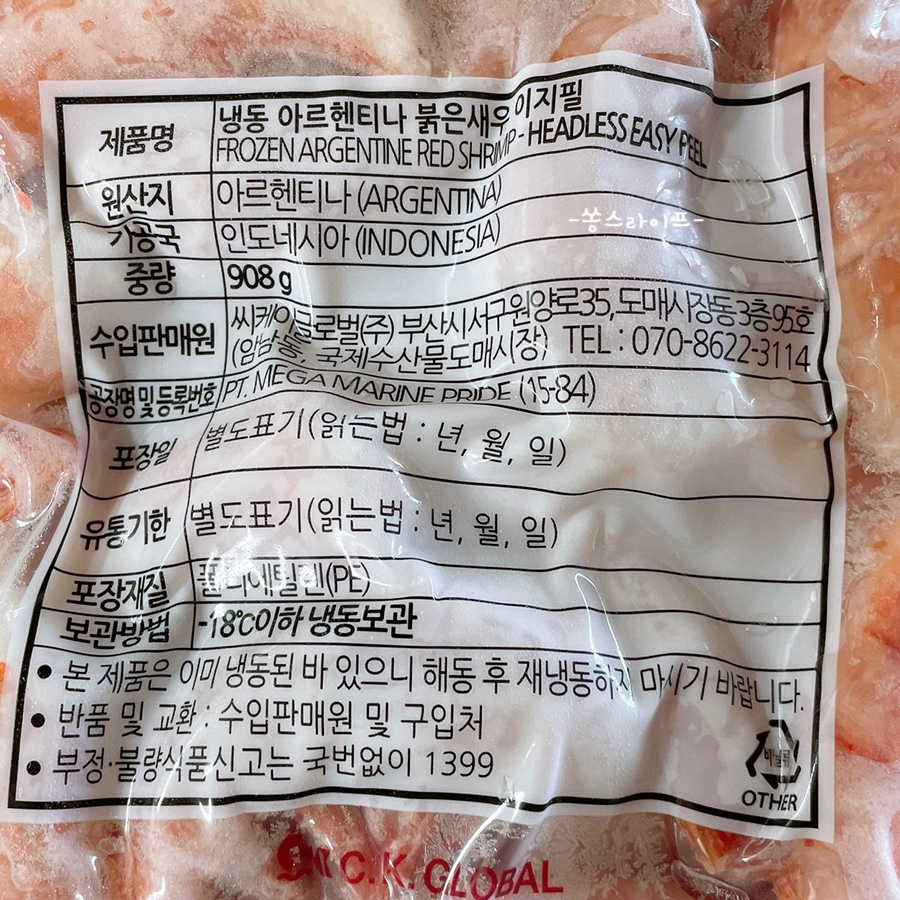 제품명 냉동 아르헨티나 붉은새우 이지필
FROZEN ARGENTINE RED SHRIMP - HEADLESS EASY PEEL
-쏭스라이프-
원산지 아르헨티나 (ARGENTINA)
가공국 인도네시아 (INDONESIA)
중량 908 g
수입판매원 씨케이글로벌(주) 부산시서구원양로35, 도매시장동3층95호
(암남동, 국제수산물도매시장) TEL : 070-8622-3114
공장명 및 등록번호 PT. MEGA MARINE PRIDE (15-84)
포장일 별도표기(읽는법 : 년, 월, 일)
유통기한 별도표기(읽는법 : 년, 월, 일)
포장재질 폴리에틸렌(PE)
보관방법 -18℃이하 냉동보관
• 본 제품은 이미 냉동된 바 있으니 해동 후 재냉동하지 마시기 바랍니다.
• 반품 및 교환 : 수입판매원 및 구입처
• 부정·불량식품신고는 국번없이 1399
비닐류
OTHER
C.K. GLOBAL